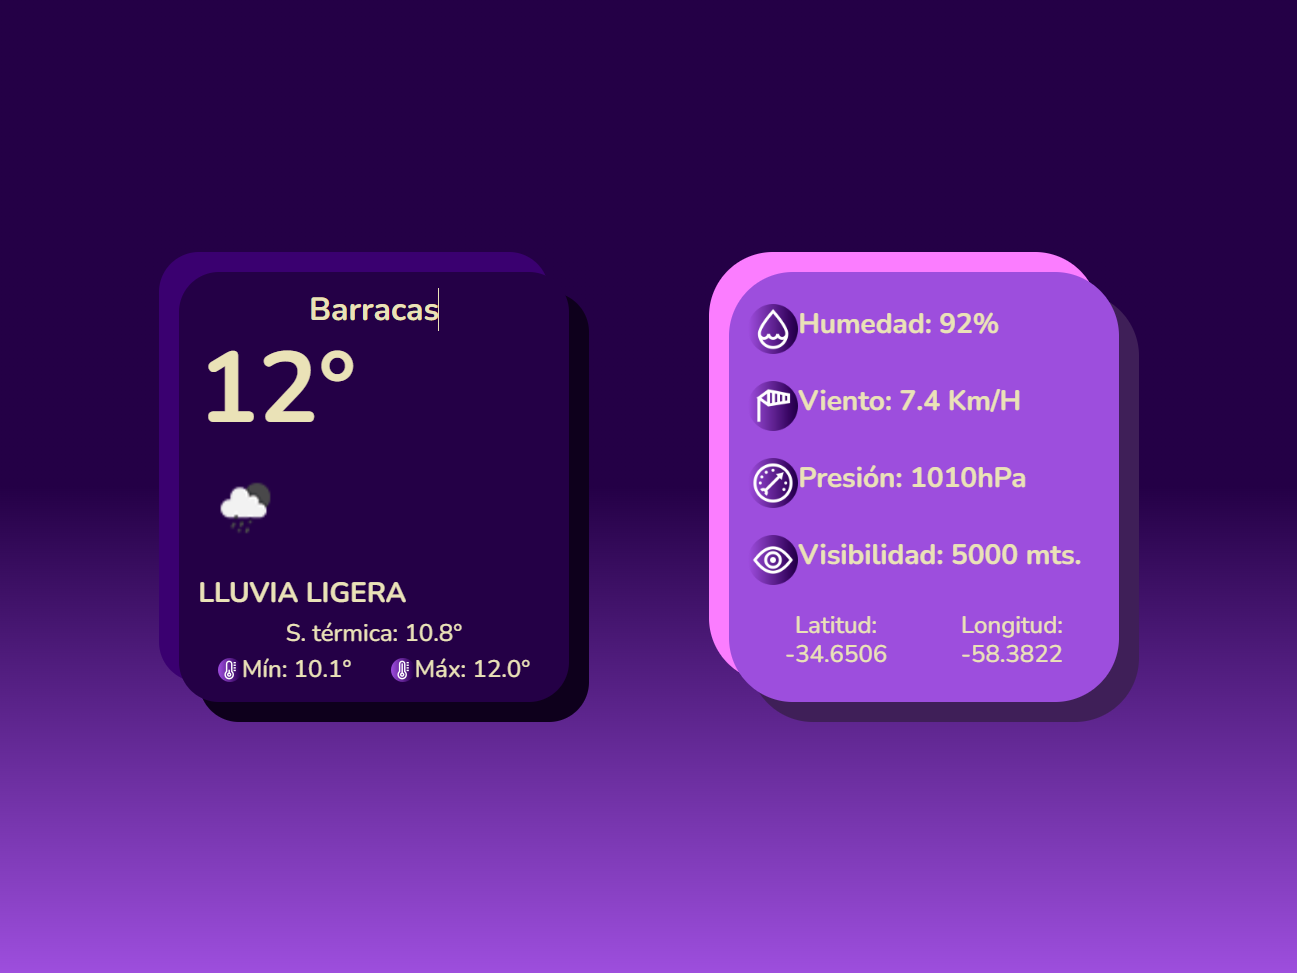 Barracas
12°
LLUVIA LIGERA
S. térmica: 10.8°
Mín: 10.1° Máx: 12.0°
Humedad: 92%
Viento: 7.4 Km/H
Presión: 1010hPa
Visibilidad: 5000 mts.
Latitud: Longitud:
-34.6506 -58.3822